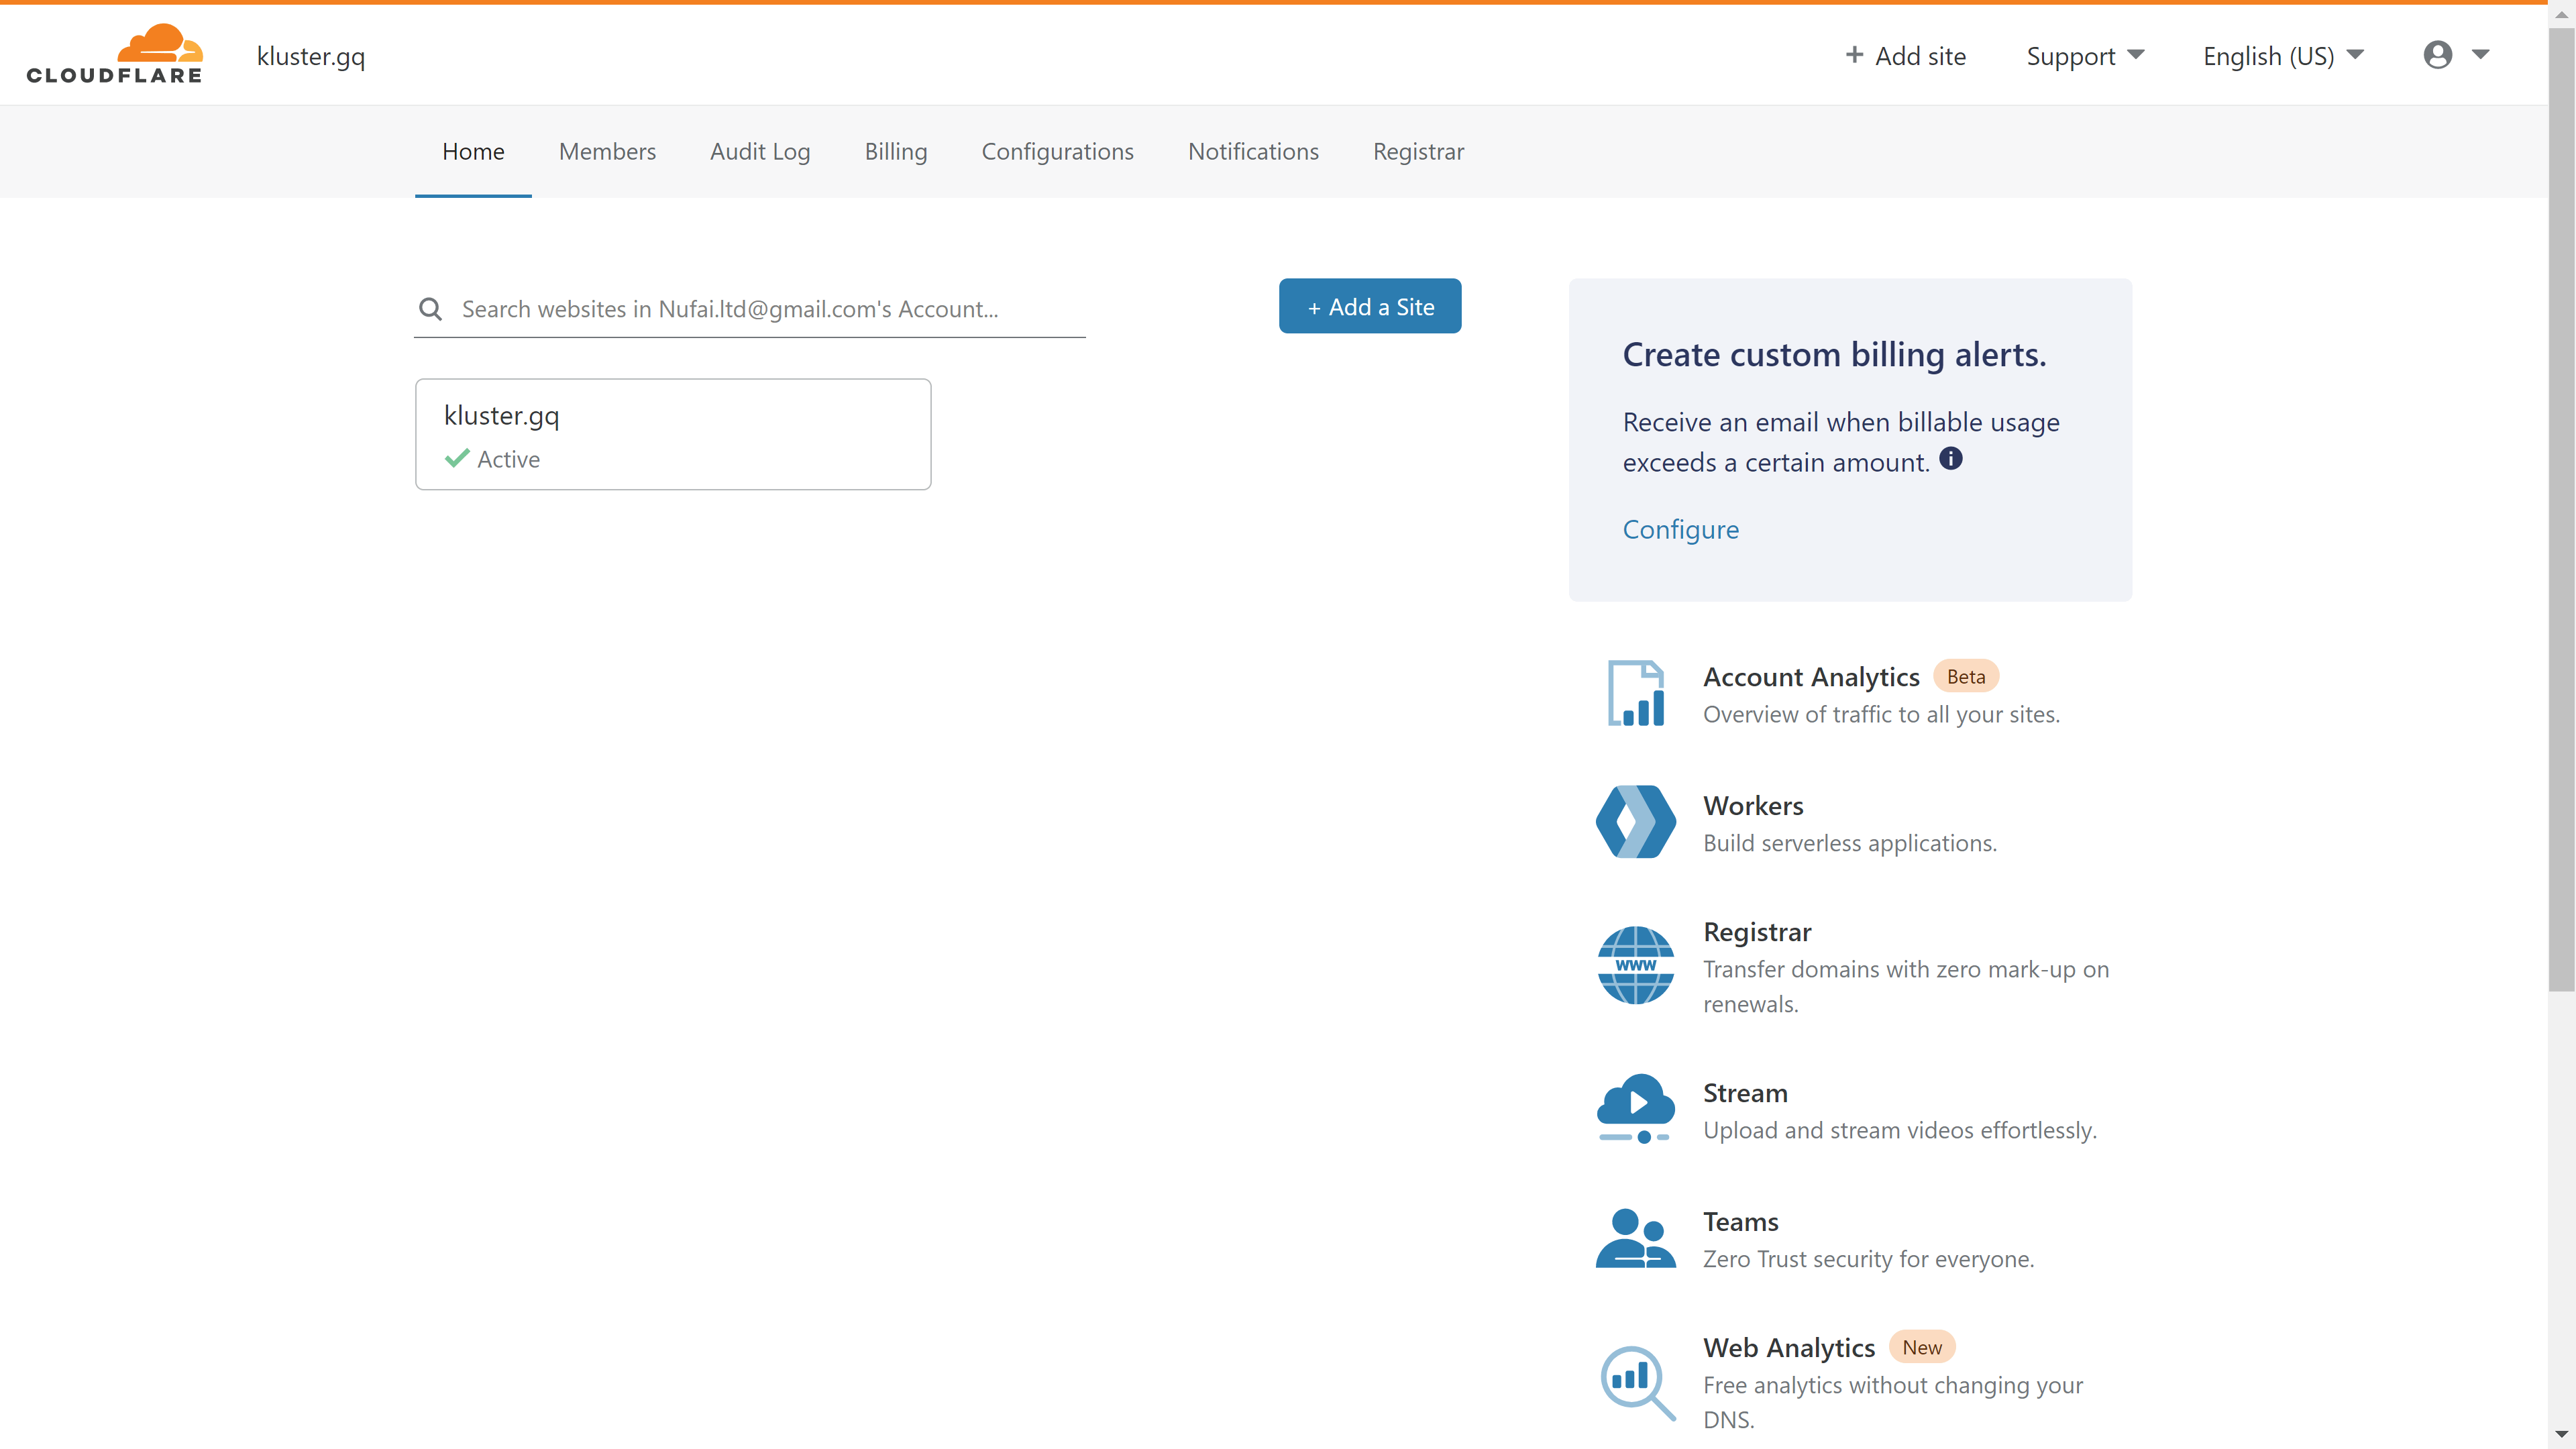 CLOUDFLARE
kluster.gq
+ Add site
Support
English (US)
Home
Members
Audit Log
Billing
Configurations
Notifications
Registrar
Search websites in Nufai.ltd@gmail.com's Account...
+ Add a Site
kluster.gq
Active
Create custom billing alerts.
Receive an email when billable usage
exceeds a certain amount.
Configure
Account Analytics Beta
Overview of traffic to all your sites.
Workers
Build serverless applications.
www
Registrar
Transfer domains with zero mark-up on
renewals.
Stream
Upload and stream videos effortlessly.
Teams
Zero Trust security for everyone.
Web Analytics New
Free analytics without changing your
DNS.